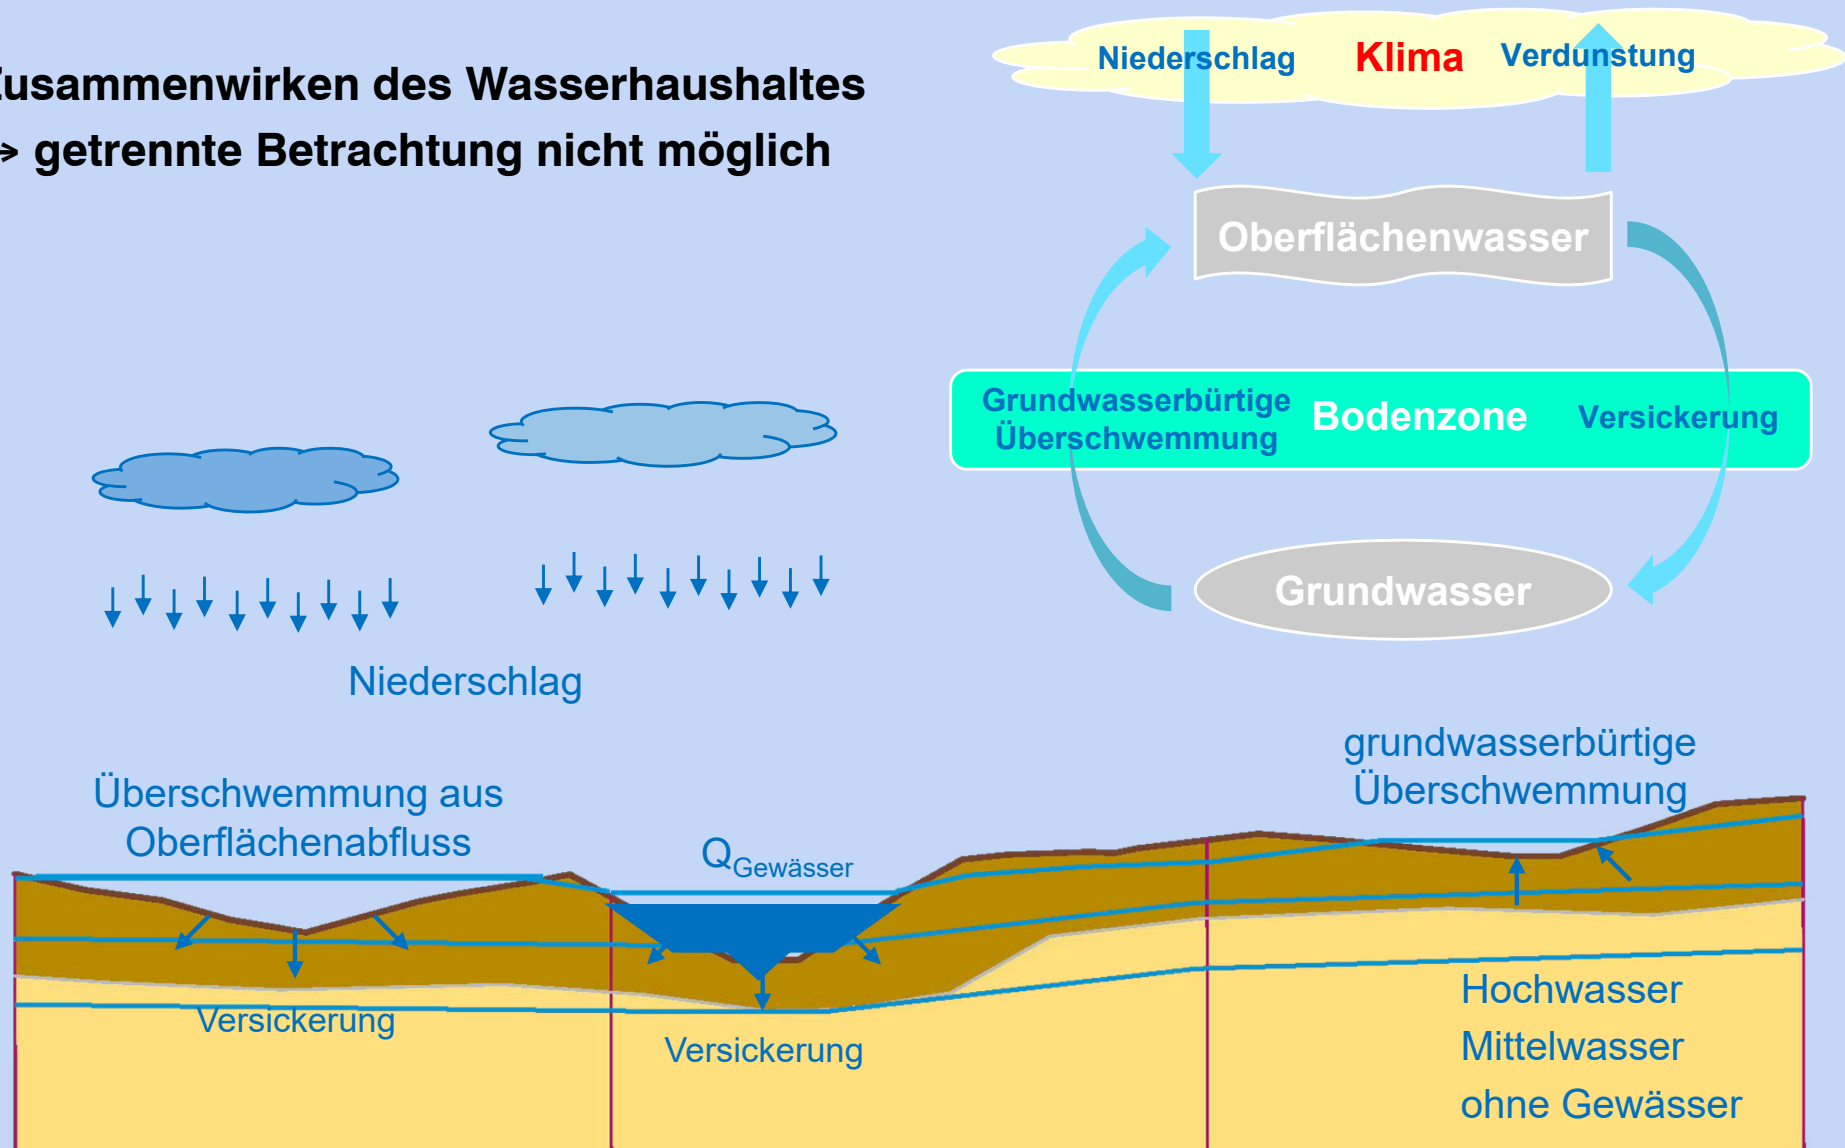 Zusammenwirken des Wasserhaushaltes
→ getrennte Betrachtung nicht möglich
Niederschlag Klima Verdunstung
Oberflächenwasser
Grundwasserbürtige
Überschwemmung
Bodenzone
Versickerung
Grundwasser
Niederschlag
grundwasserbürtige
Überschwemmung
Überschwemmung aus
Oberflächenabfluss
QGewässer
Versickerung
Versickerung
Hochwasser
Mittelwasser
ohne Gewässer